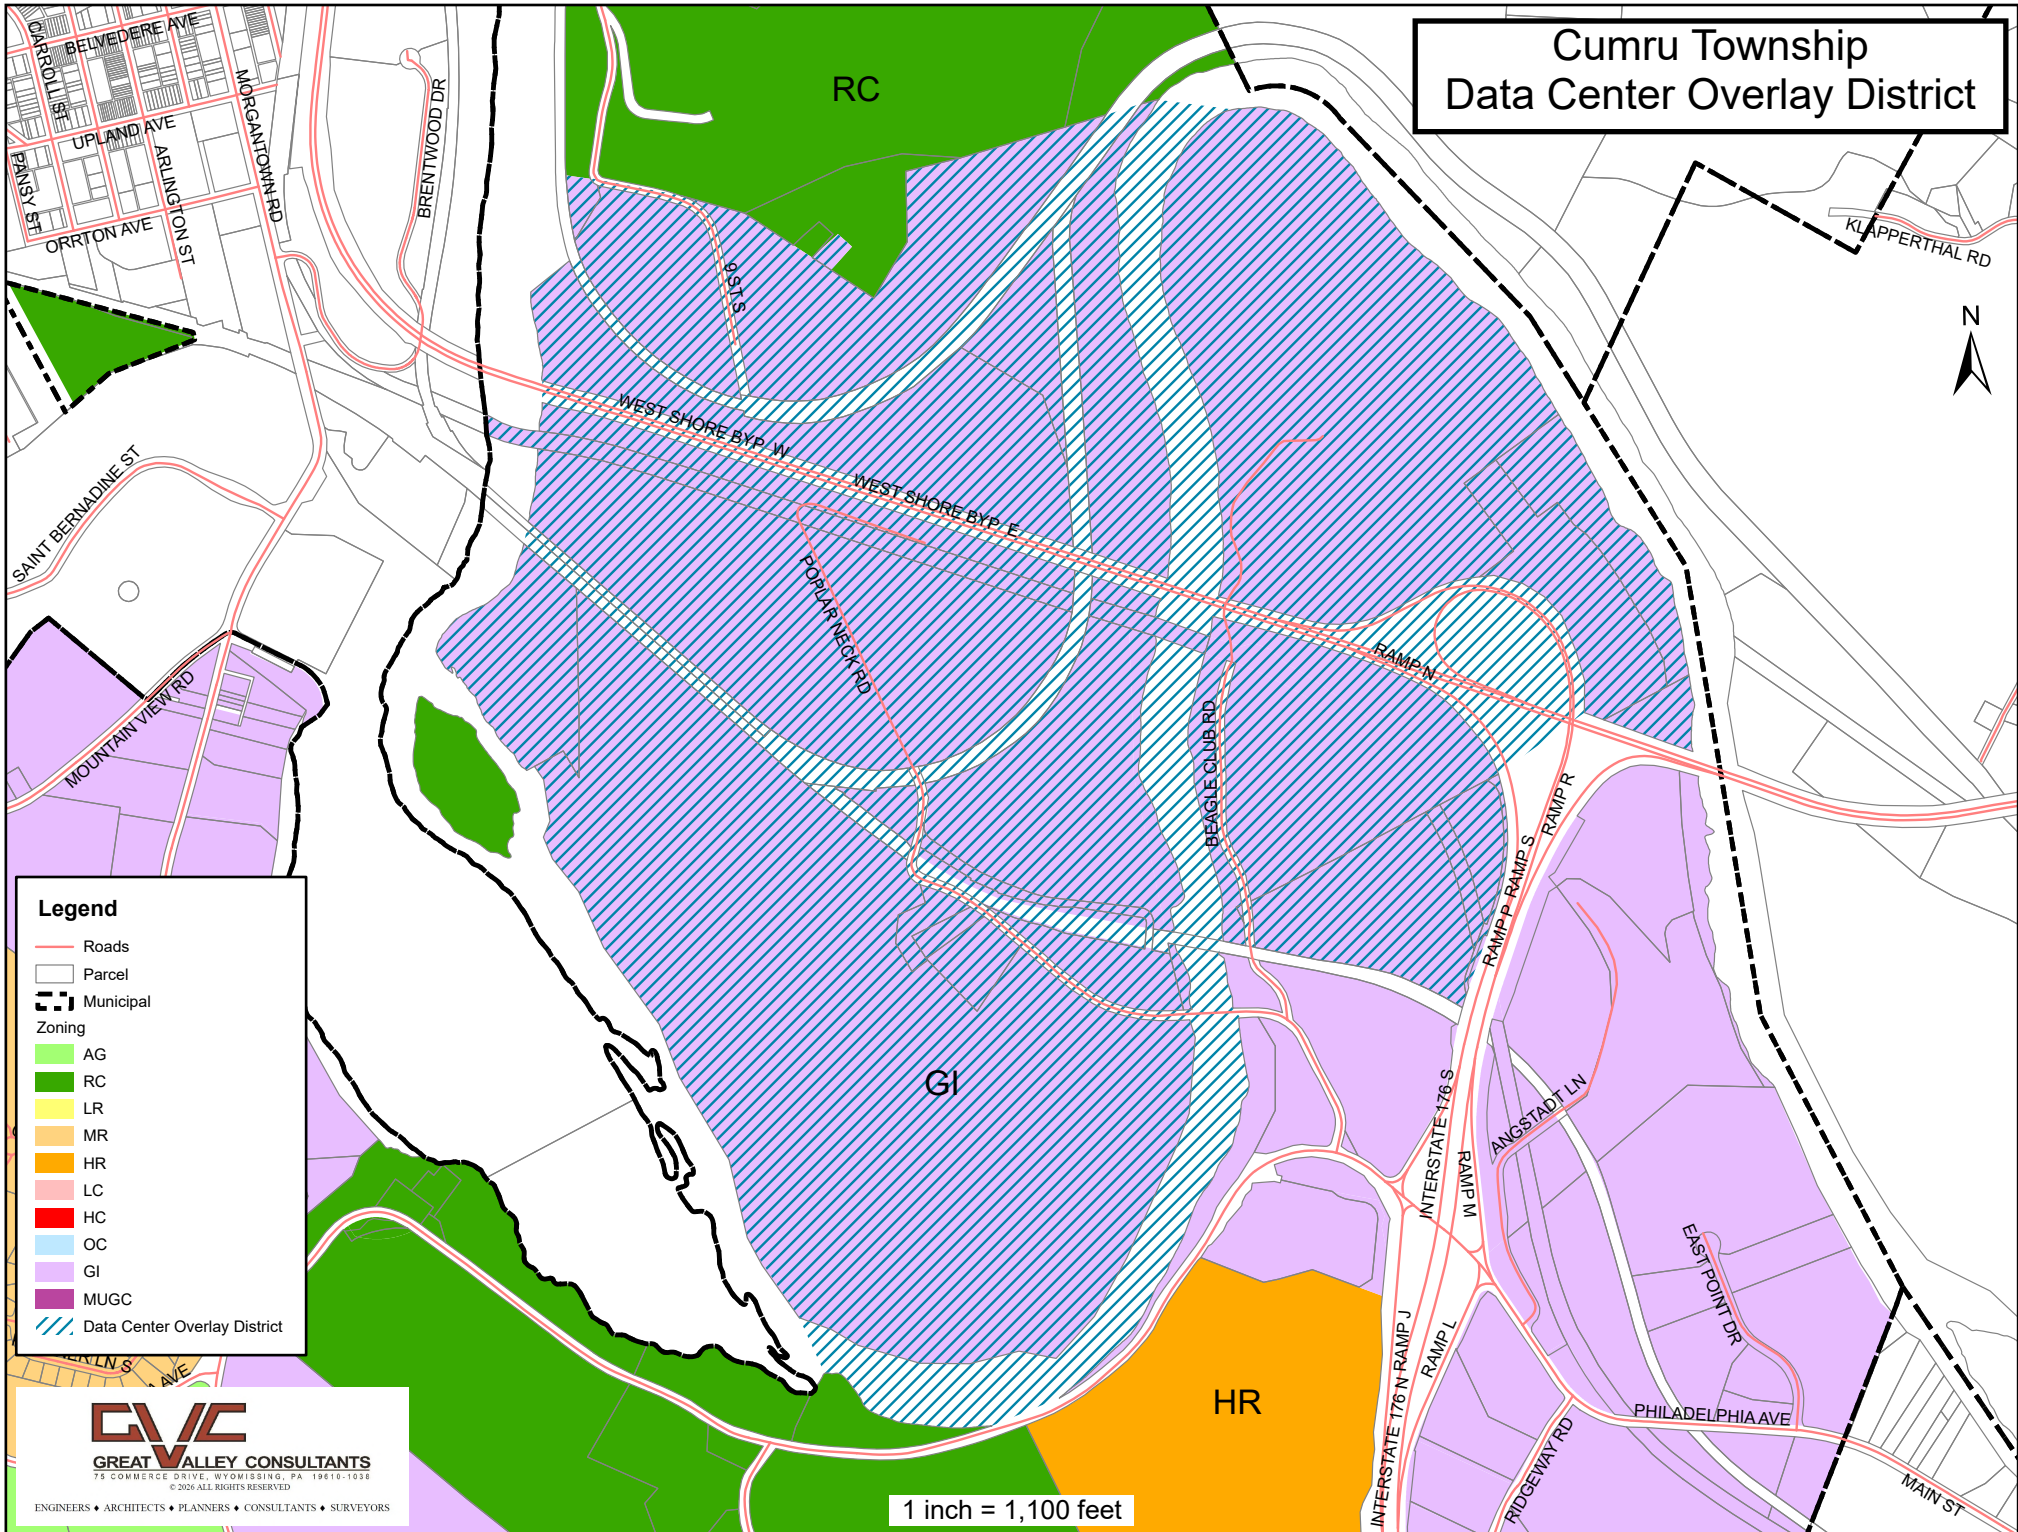 Cumru Township
Data Center Overlay District
CARROLL ST
BELVEDERE AVE
MORGANTOWN RD
UPLAND AVE
PANSY ST
ARLINGTON ST
ORRTON AVE
BRENTWOOD DR
RC
KLAPPERTHAL RD
N
9 ST S
WEST SHORE BYP W
WEST SHORE BYP E
SAINT BERNADINE ST
POPLAR NECK RD
RAMP N
MOUNTAIN VIEW RD
BEAGLE CLUB RD
RAMP R
RAMP S
RAMP P
GI
INTERSTATE 176 S
RAMP M
ANGSTADT LN
EAST POINT DR
INTERSTATE 176 N
RAMP J
RAMP L
HR
PHILADELPHIA AVE
RIDGEWAY RD
MAIN ST
Legend
Roads
Parcel
Municipal
Zoning
AG
RC
LR
MR
HR
LC
HC
OC
GI
MUGC
Data Center Overlay District
LN S
AVE
GVC
GREAT VALLEY CONSULTANTS
75 COMMERCE DRIVE, WYOMISSING, PA 19610-1038
© 2026 ALL RIGHTS RESERVED
ENGINEERS ♦ ARCHITECTS ♦ PLANNERS ♦ CONSULTANTS ♦ SURVEYORS
1 inch = 1,100 feet